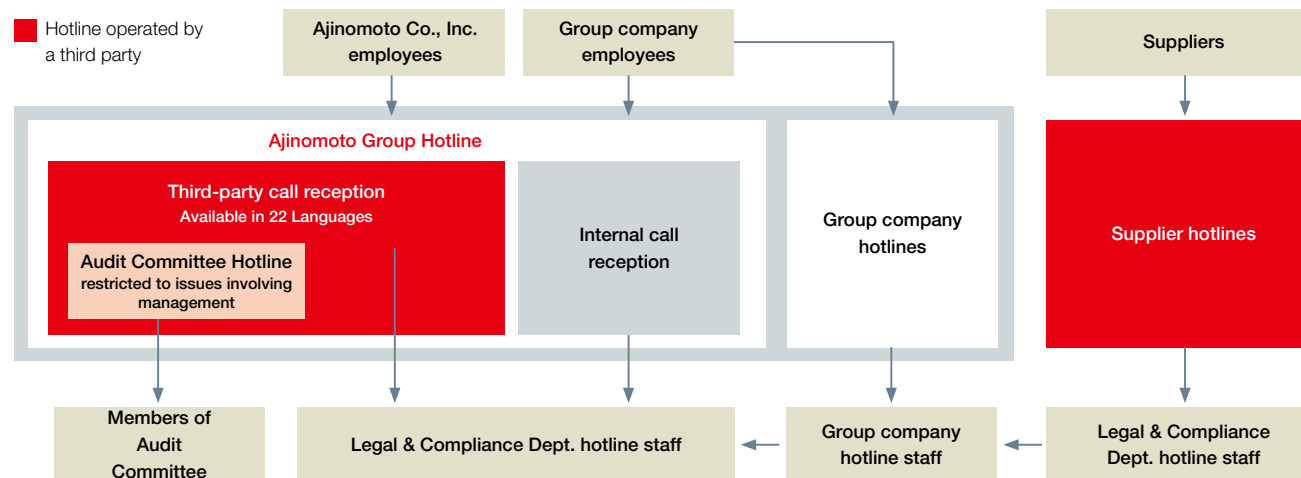 Hotline operated by
a third party
Ajinomoto Co., Inc.
employees
Group company
employees
Suppliers
Ajinomoto Group Hotline
Third-party call reception
Available in 22 Languages
Audit Committee Hotline
restricted to issues involving
management
Internal call
reception
Group company
hotlines
Supplier hotlines
Members of
Audit
Committee
Legal & Compliance Dept. hotline staff
Group company
hotline staff
Legal & Compliance
Dept. hotline staff